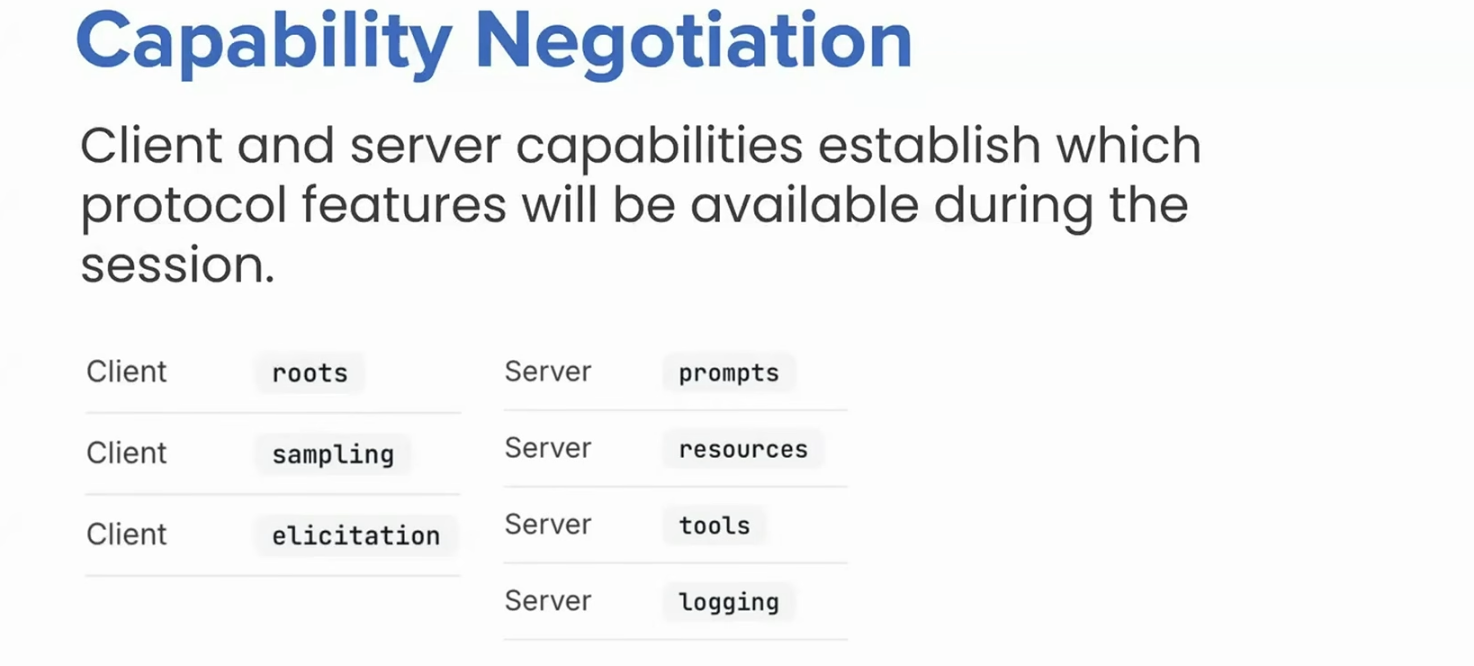 Capability Negotiation
Client and server capabilities establish which
protocol features will be available during the
session.
Client roots
Client sampling
Client elicitation
Server prompts
Server resources
Server tools
Server logging